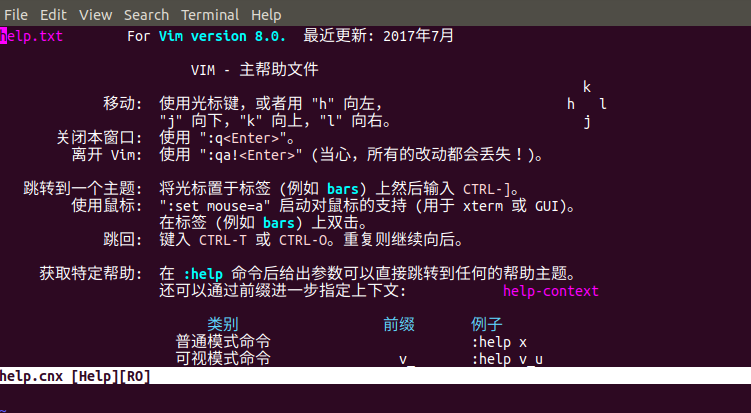 File Edit View Search Terminal Help
help.txt For Vim version 8.0. 最近更新: 2017年7月
VIM - 主帮助文件
k
移动: 使用光标键，或者用 "h" 向左， h l
"j" 向下，"k" 向上，"l" 向右。 j
关闭本窗口: 使用 ":q<Enter>"。
离开 Vim: 使用 ":qa!<Enter>" (当心，所有的改动都会丢失！)。
跳转到一个主题: 将光标置于标签 (例如 bars) 上然后输入 CTRL-]。
使用鼠标: ":set mouse=a" 启动对鼠标的支持 (用于 xterm 或 GUI)。
在标签 (例如 bars) 上双击。
跳回: 键入 CTRL-T 或 CTRL-O。重复则继续向后。
获取特定帮助: 在 :help 命令后给出参数可以直接跳转到任何的帮助主题。
还可以通过前缀进一步指定上下文: help-context
类别 前缀 例子
普通模式命令 :help x
可视模式命令 v_ :help v_u
help.cnx [Help][RO]
~